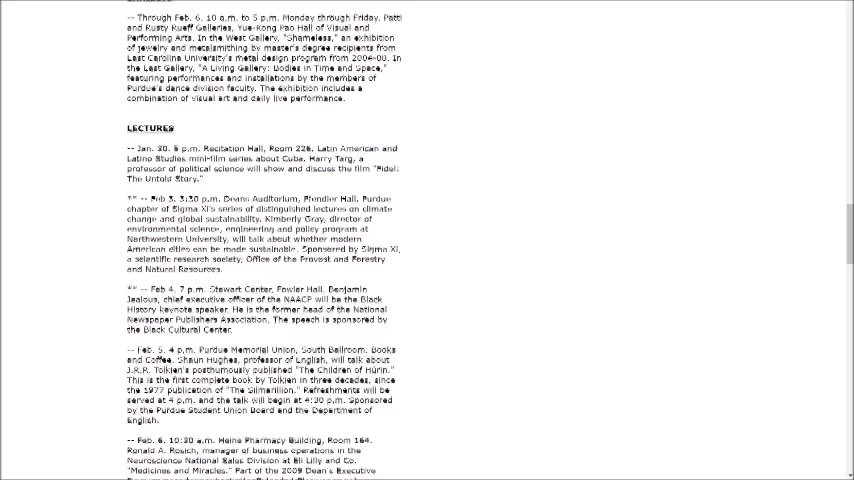 -- Through Feb. 6. 10 a.m. to 5 p.m. Monday through Friday. Patti
and Rusty Rueff Galleries, Yue-Kong Pao Hall of Visual and
Performing Arts. In the West Gallery, "Shameless," an exhibition
of jewelry and metalsmithing by master's degree recipients from
East Carolina University's metal design program from 2004-08. In
the East Gallery, "A Living Gallery: Bodies in Time and Space,"
featuring performances and installations by the members of
Purdue's dance division faculty. The exhibition includes a
combination of visual art and daily live performance.
LECTURES
-- Jan. 30. 5 p.m. Recitation Hall, Room 226. Latin American and
Latino Studies mini-film series about Cuba. Harry Targ, a
professor of political science will show and discuss the film "Fidel:
The Untold Story."
** -- Feb 3. 3:30 p.m. Deans Auditorium, Pfendler Hall. Purdue
chapter of Sigma Xi's series of distinguished lectures on climate
change and global sustainability. Kimberly Gray, director of
environmental science, engineering and policy program at
Northwestern University, will talk about whether modern
American cities can be made sustainable. Sponsored by Sigma Xi,
a scientific research society, Office of the Provost and Forestry
and Natural Resources.
** -- Feb 4. 7 p.m. Stewart Center, Fowler Hall. Benjamin
Jealous, chief executive officer of the NAACP will be the Black
History keynote speaker. He is the former head of the National
Newspaper Publishers Association. The speech is sponsored by
the Black Cultural Center.
-- Feb. 5. 4 p.m. Purdue Memorial Union, South Ballroom. Books
and Coffee. Shaun Hughes, professor of English, will talk about
J.R.R. Tolkien's posthumously published "The Children of Húrin."
This is the first complete book by Tolkien in three decades, since
the 1977 publication of "The Silmarillion." Refreshments will be
served at 4 p.m. and the talk will begin at 4:30 p.m. Sponsored
by the Purdue Student Union Board and the Department of
English.
-- Feb. 6. 10:30 a.m. Heine Pharmacy Building, Room 164.
Ronald A. Rosich, manager of business operations in the
Neuroscience National Sales Division at Eli Lilly and Co.
"Medicines and Miracles." Part of the 2009 Dean's Executive